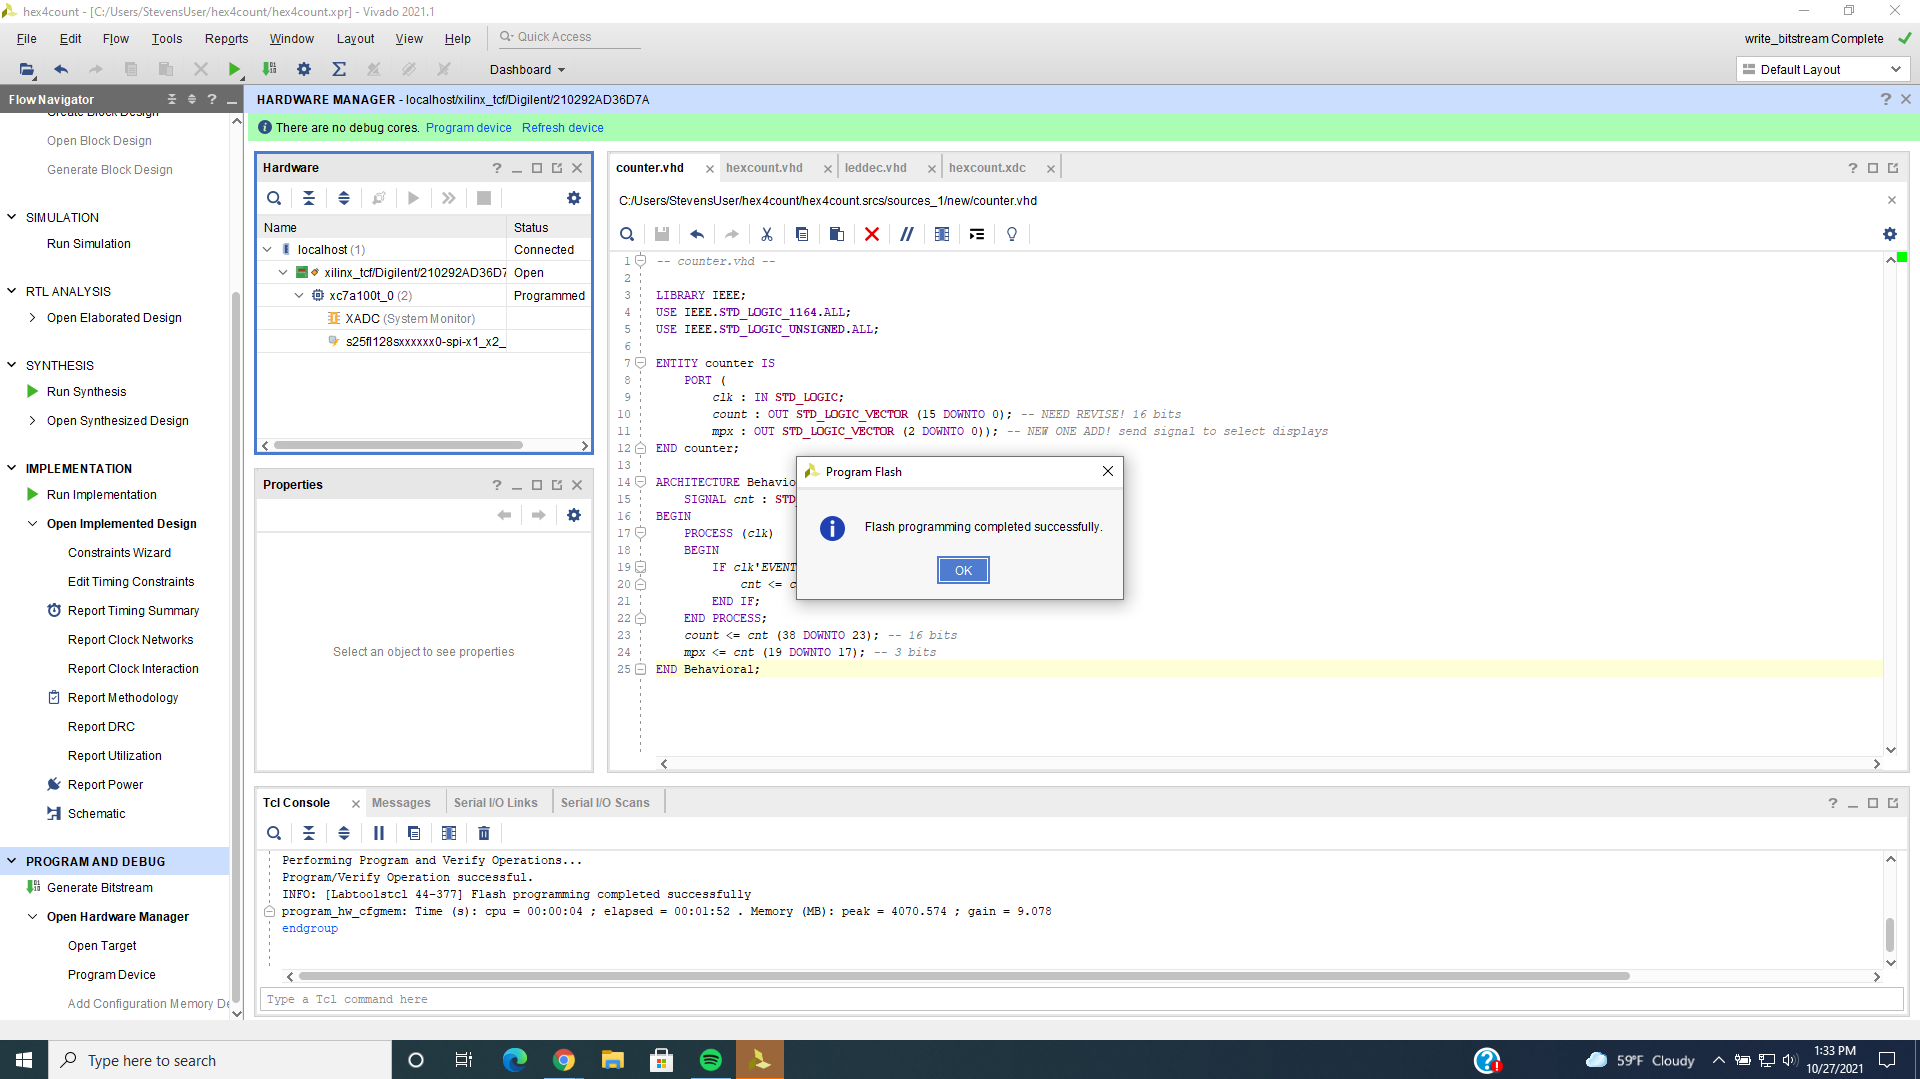 hex4count - [C:/Users/StevensUser/hex4count/hex4count.xpr] - Vivado 2021.1
File Edit Flow Tools Reports Window Layout View Help Quick Access
write_bitstream Complete
Dashboard
Default Layout
Flow Navigator
Create Block Design
Open Block Design
Generate Block Design
SIMULATION
Run Simulation
RTL ANALYSIS
Open Elaborated Design
SYNTHESIS
Run Synthesis
Open Synthesized Design
IMPLEMENTATION
Run Implementation
Open Implemented Design
Constraints Wizard
Edit Timing Constraints
Report Timing Summary
Report Clock Networks
Report Clock Interaction
Report Methodology
Report DRC
Report Utilization
Report Power
Schematic
PROGRAM AND DEBUG
Generate Bitstream
Open Hardware Manager
Open Target
Program Device
Add Configuration Memory De
HARDWARE MANAGER - localhost/xilinx_tcf/Digilent/210292AD36D7A
There are no debug cores. Program device Refresh device
Hardware
Name Status
localhost (1) Connected
xilinx_tcf/Digilent/210292AD36D7 Open
xc7a100t_0 (2) Programmed
XADC (System Monitor)
s25fl128sxxxxxx0-spi-x1_x2_
Properties
Select an object to see properties
counter.vhd hexcount.vhd leddec.vhd hexcount.xdc
C:/Users/StevensUser/hex4count/hex4count.srcs/sources_1/new/counter.vhd
1 -- counter.vhd --
2
3 LIBRARY IEEE;
4 USE IEEE.STD_LOGIC_1164.ALL;
5 USE IEEE.STD_LOGIC_UNSIGNED.ALL;
6
7 ENTITY counter IS
8 PORT (
9 clk : IN STD_LOGIC;
10 count : OUT STD_LOGIC_VECTOR (15 DOWNTO 0); -- NEED REVISE! 16 bits
11 mpx : OUT STD_LOGIC_VECTOR (2 DOWNTO 0)); -- NEW ONE ADD! send signal to select displays
12 END counter;
13
14 ARCHITECTURE Behavio
15 SIGNAL cnt : STD
16 BEGIN
17 PROCESS (clk)
18 BEGIN
19 IF clk'EVENT
20 cnt <= c
21 END IF;
22 END PROCESS;
23 count <= cnt (38 DOWNTO 23); -- 16 bits
24 mpx <= cnt (19 DOWNTO 17); -- 3 bits
25 END Behavioral;
Program Flash
Flash programming completed successfully.
OK
Tcl Console Messages Serial I/O Links Serial I/O Scans
Performing Program and Verify Operations...
Program/Verify Operation successful.
INFO: [Labtoolstcl 44-377] Flash programming completed successfully
program_hw_cfgmem: Time (s): cpu = 00:00:04 ; elapsed = 00:01:52 . Memory (MB): peak = 4070.574 ; gain = 9.078
endgroup
Type a Tcl command here
Type here to search
59°F Cloudy
1:33 PM
10/27/2021